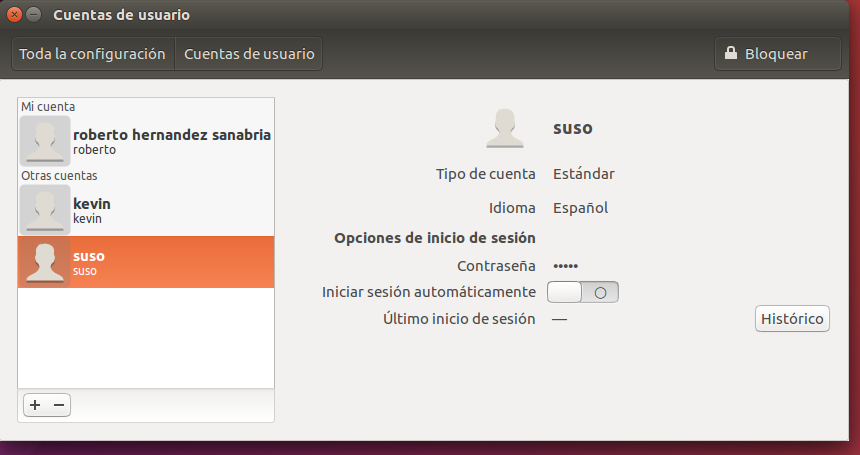 Cuentas de usuario
Toda la configuración Cuentas de usuario Bloquear
Mi cuenta
roberto hernandez sanabria
roberto
Otras cuentas
kevin
kevin
suso
suso
suso
Tipo de cuenta Estándar
Idioma Español
Opciones de inicio de sesión
Contraseña •••••
Iniciar sesión automáticamente
Último inicio de sesión —
Histórico